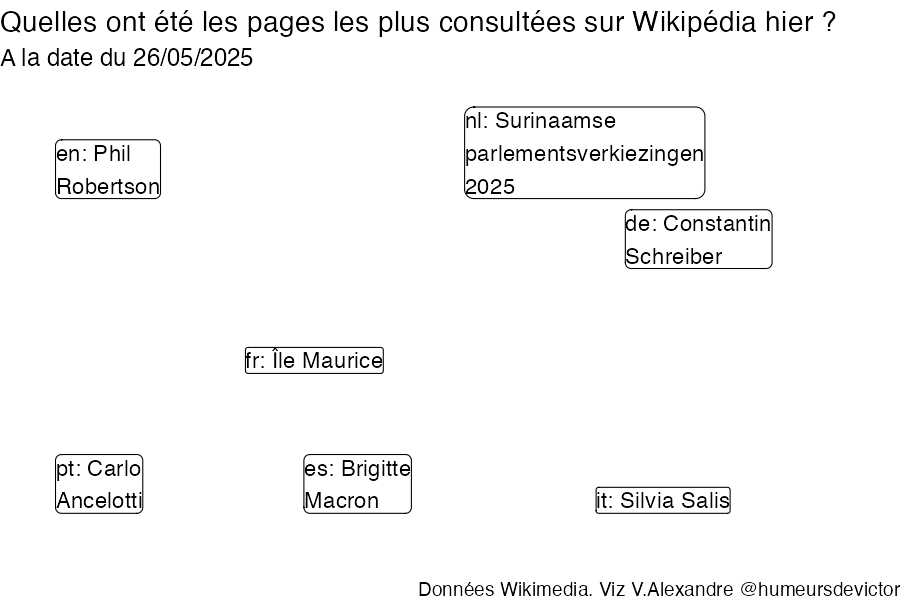 Quelles ont été les pages les plus consultées sur Wikipédia hier ?
A la date du 26/05/2025
nl: Surinaamse
parlementsverkiezingen
2025
en: Phil
Robertson
de: Constantin
Schreiber
fr: Île Maurice
pt: Carlo
Ancelotti
es: Brigitte
Macron
it: Silvia Salis
Données Wikimedia. Viz V.Alexandre @humeursdevictor